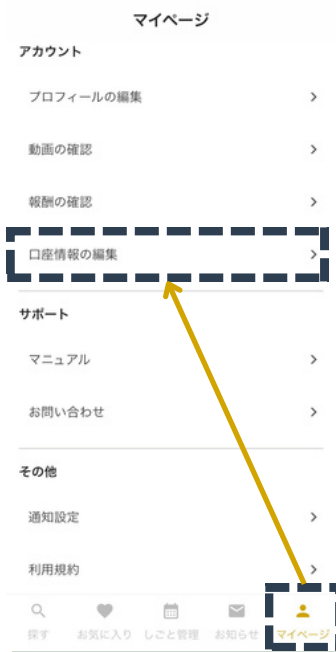 マイページ
アカウント
プロフィールの編集
動画の確認
報酬の確認
口座情報の編集
サポート
マニュアル
お問い合わせ
その他
通知設定
利用規約
探す お気に入り しごと管理 お知らせ マイページ